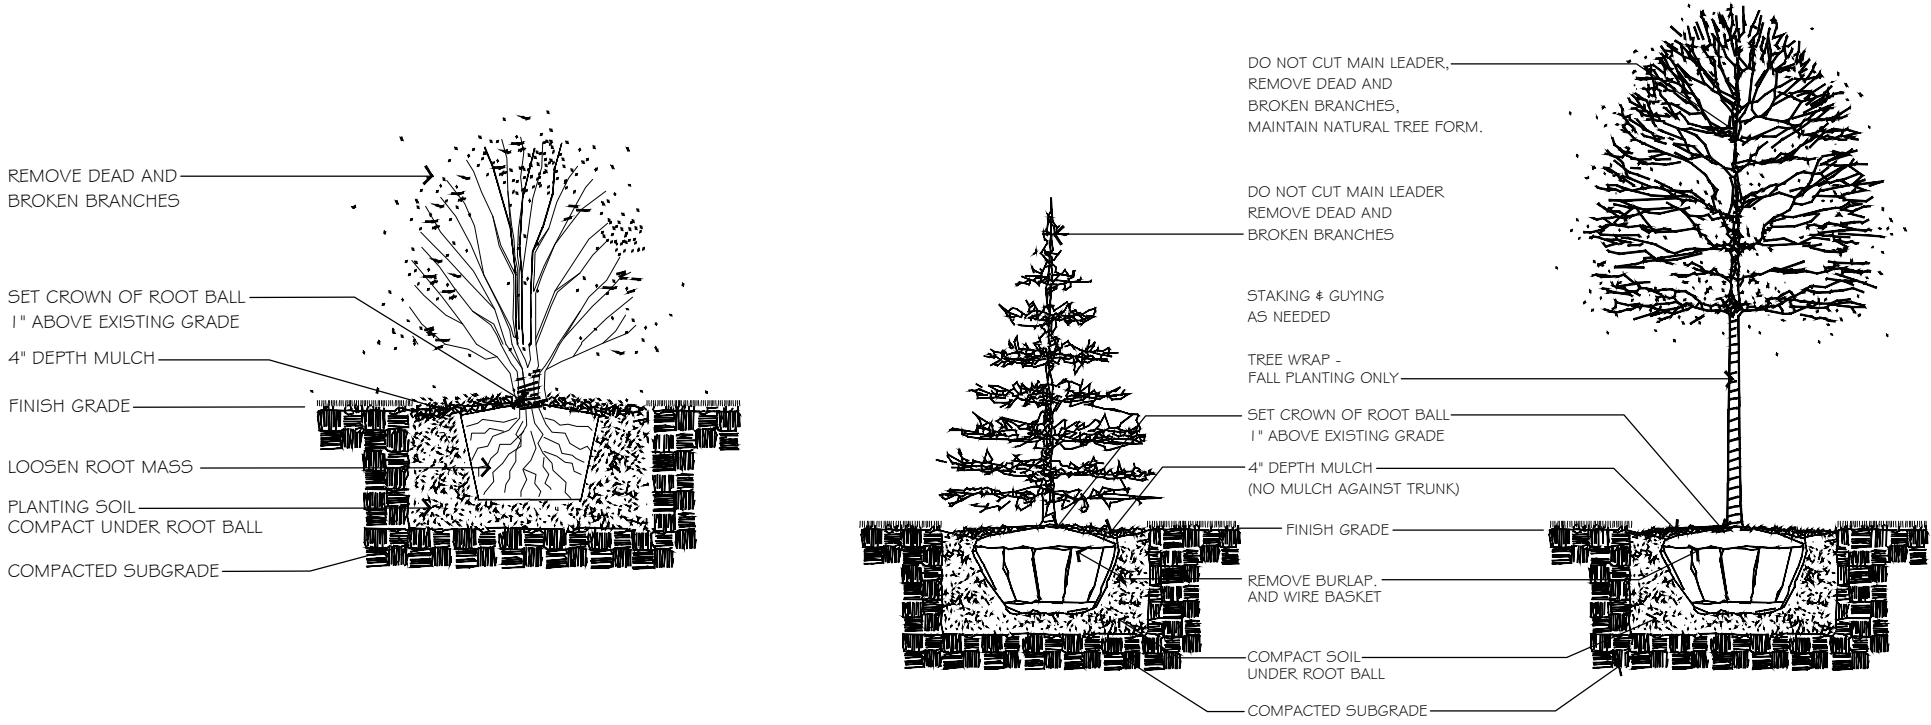 REMOVE DEAD AND
BROKEN BRANCHES
SET CROWN OF ROOT BALL
1" ABOVE EXISTING GRADE
4" DEPTH MULCH
FINISH GRADE
LOOSEN ROOT MASS
PLANTING SOIL
COMPACT UNDER ROOT BALL
COMPACTED SUBGRADE
DO NOT CUT MAIN LEADER,
REMOVE DEAD AND
BROKEN BRANCHES,
MAINTAIN NATURAL TREE FORM.
DO NOT CUT MAIN LEADER
REMOVE DEAD AND
BROKEN BRANCHES
STAKING & GUYING
AS NEEDED
TREE WRAP -
FALL PLANTING ONLY
SET CROWN OF ROOT BALL
1" ABOVE EXISTING GRADE
4" DEPTH MULCH
(NO MULCH AGAINST TRUNK)
FINISH GRADE
REMOVE BURLAP.
AND WIRE BASKET
COMPACT SOIL
UNDER ROOT BALL
COMPACTED SUBGRADE